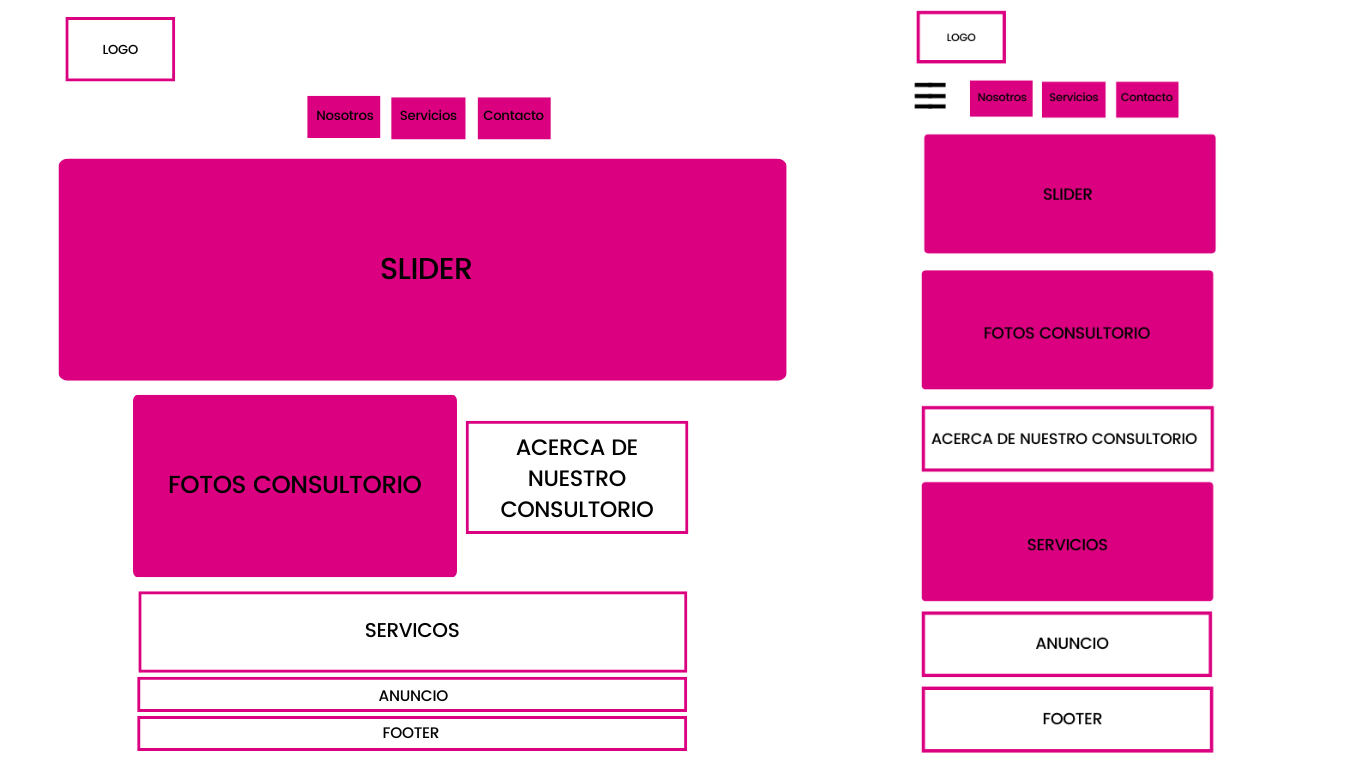 LOGO
Nosotros
Servicios
Contacto
SLIDER
FOTOS CONSULTORIO
ACERCA DE
NUESTRO
CONSULTORIO
SERVICOS
ANUNCIO
FOOTER
LOGO
Nosotros
Servicios
Contacto
SLIDER
FOTOS CONSULTORIO
ACERCA DE NUESTRO CONSULTORIO
SERVICIOS
ANUNCIO
FOOTER